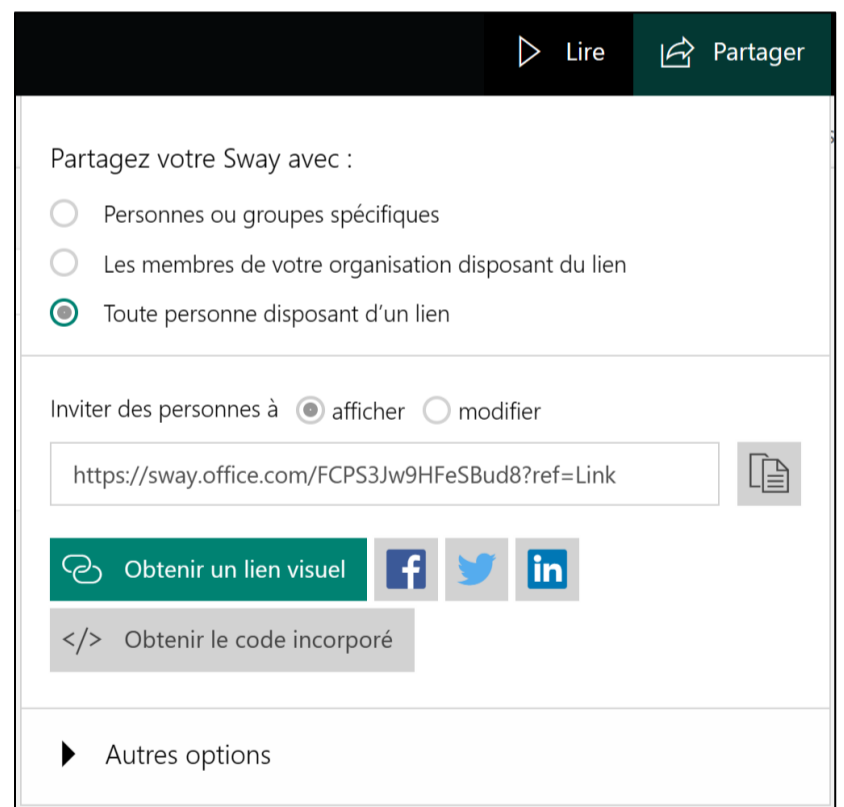 Lire Partager
Partagez votre Sway avec :
Personnes ou groupes spécifiques
Les membres de votre organisation disposant du lien
Toute personne disposant d’un lien
Inviter des personnes à afficher modifier
https://sway.office.com/FCPS3Jw9HFeSBud8?ref=Link
Obtenir un lien visuel f in
</> Obtenir le code incorporé
Autres options